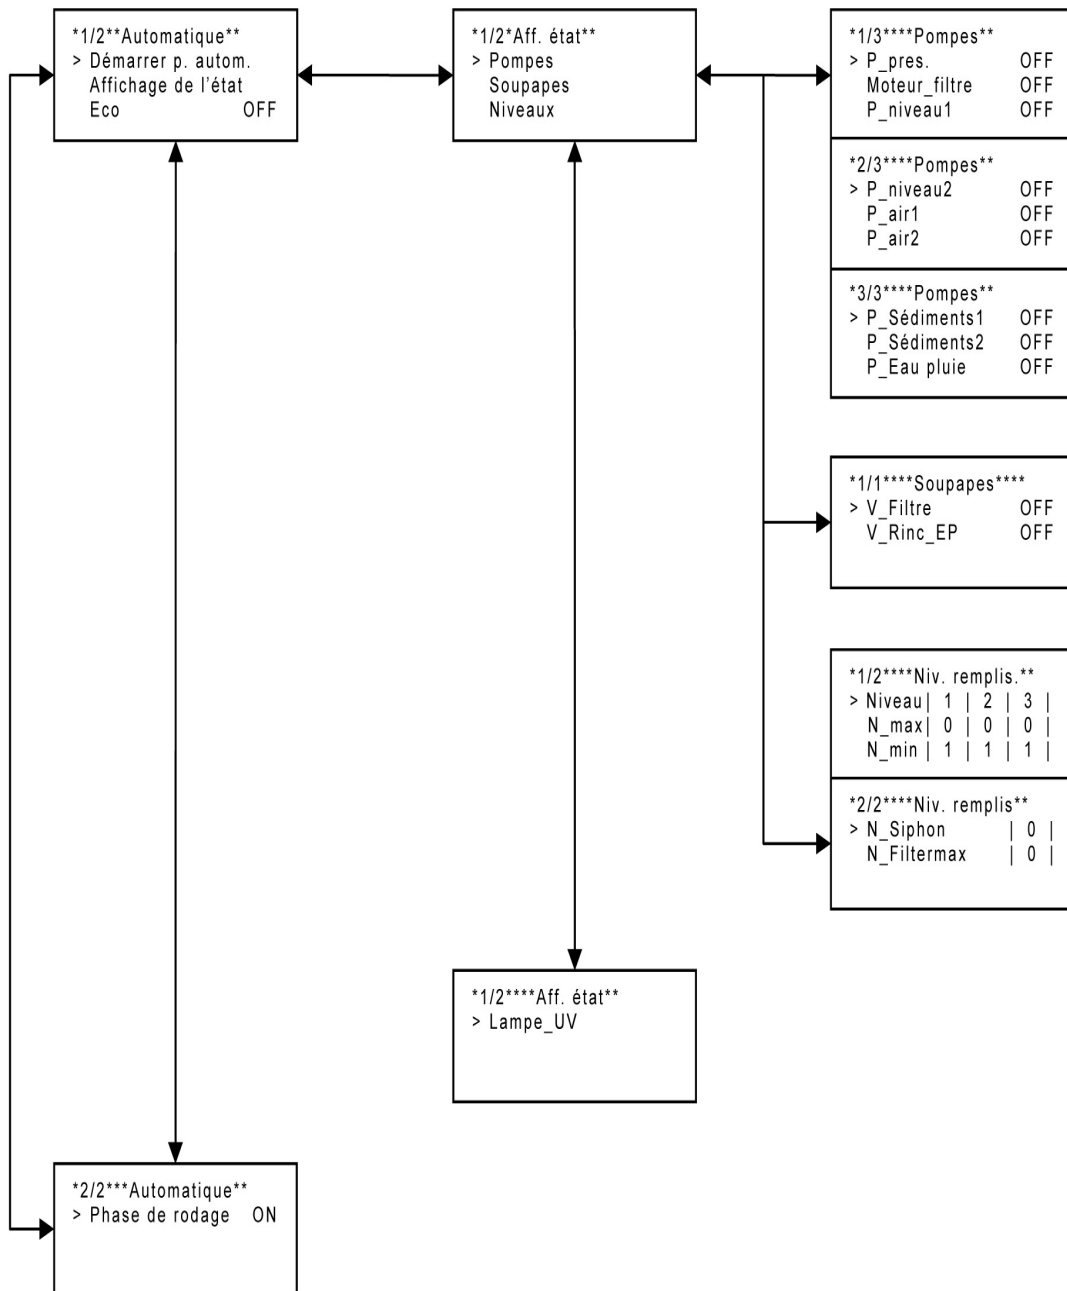 *1/2**Automatique**
> Démarrer p. autom.
Affichage de l'état
Eco OFF
*1/2*Aff. état**
> Pompes
Soupapes
Niveaux
*1/3****Pompes**
> P_pres. OFF
Moteur_filtre OFF
P_niveau1 OFF
*2/3****Pompes**
> P_niveau2 OFF
P_air1 OFF
P_air2 OFF
*3/3****Pompes**
> P_Sédiments1 OFF
P_Sédiments2 OFF
P_Eau pluie OFF
*1/1****Soupapes****
> V_Filtre OFF
V_Rinc_EP OFF
*1/2****Niv. remplis.**
> Niveau| 1 | 2 | 3 |
N_max| 0 | 0 | 0 |
N_min | 1 | 1 | 1 |
*2/2****Niv. remplis**
> N_Siphon | 0 |
N_Filtermax | 0 |
*1/2****Aff. état**
> Lampe_UV
*2/2***Automatique**
> Phase de rodage ON